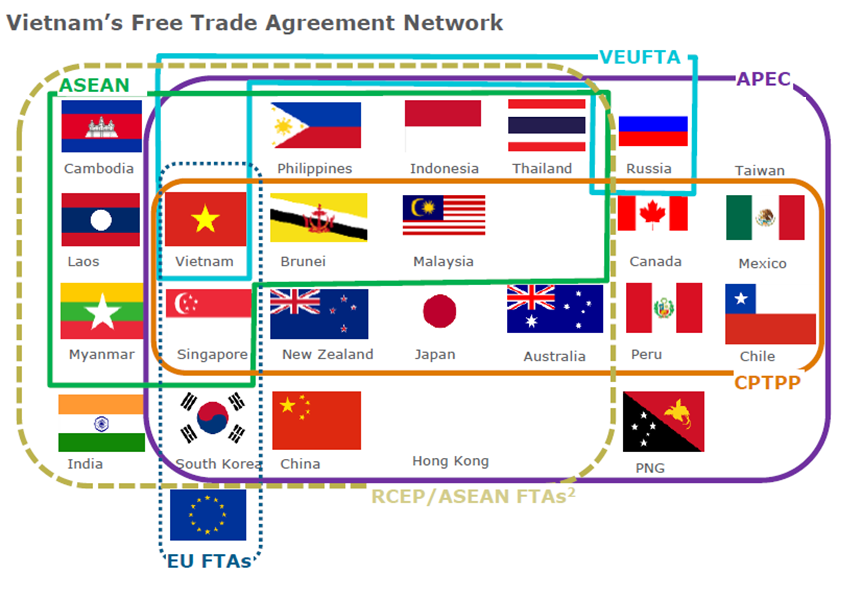 Vietnam’s Free Trade Agreement Network
VEUFTA
ASEAN
APEC
Cambodia
Philippines
Indonesia
Thailand
Russia
Taiwan
Laos
Vietnam
Brunei
Malaysia
Canada
Mexico
Myanmar
Singapore
New Zealand
Japan
Australia
Peru
Chile
CPTPP
India
South Korea
China
Hong Kong
PNG
RCEP/ASEAN FTAs²
EU FTAs